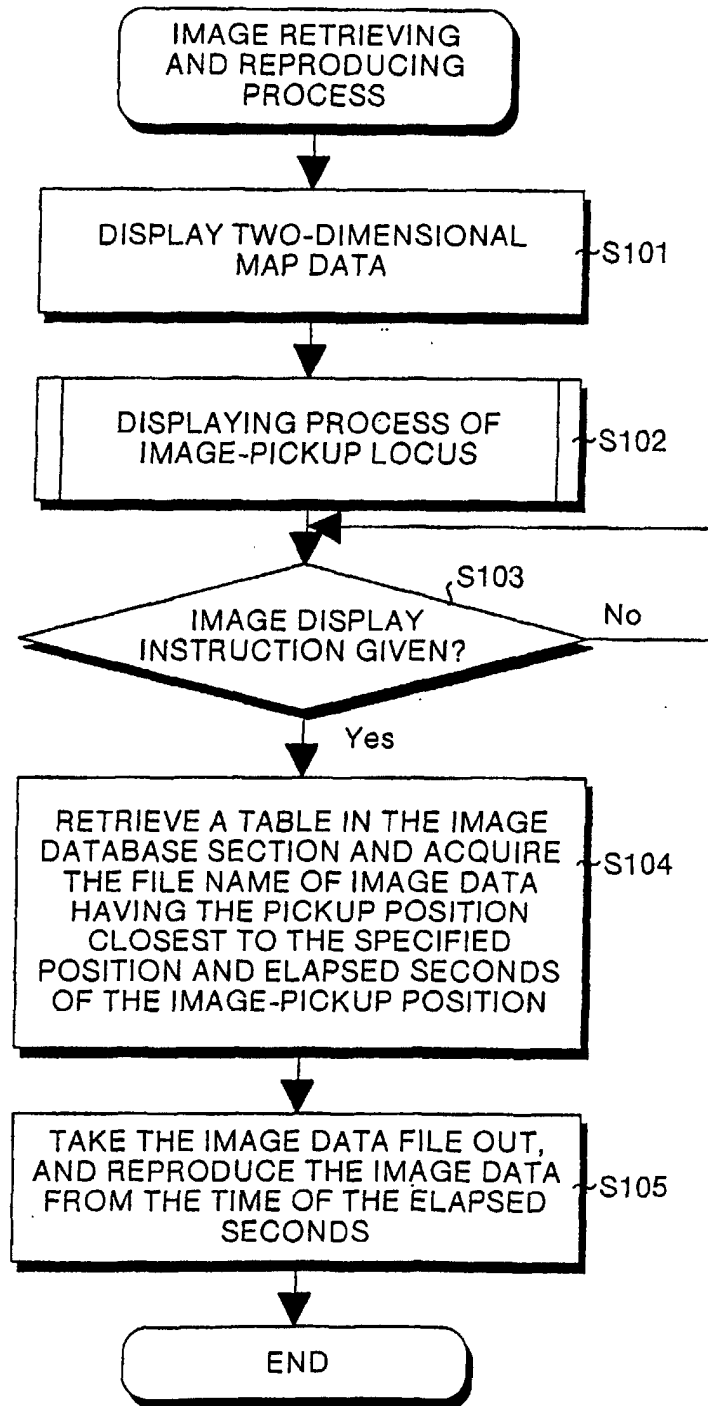 IMAGE RETRIEVING
AND REPRODUCING
PROCESS
DISPLAY TWO-DIMENSIONAL
MAP DATA
S101
DISPLAYING PROCESS OF
IMAGE-PICKUP LOCUS
S102
S103
IMAGE DISPLAY
INSTRUCTION GIVEN?
No
Yes
RETRIEVE A TABLE IN THE IMAGE
DATABASE SECTION AND ACQUIRE
THE FILE NAME OF IMAGE DATA
HAVING THE PICKUP POSITION
CLOSEST TO THE SPECIFIED
POSITION AND ELAPSED SECONDS
OF THE IMAGE-PICKUP POSITION
S104
TAKE THE IMAGE DATA FILE OUT,
AND REPRODUCE THE IMAGE DATA
FROM THE TIME OF THE ELAPSED
SECONDS
S105
END